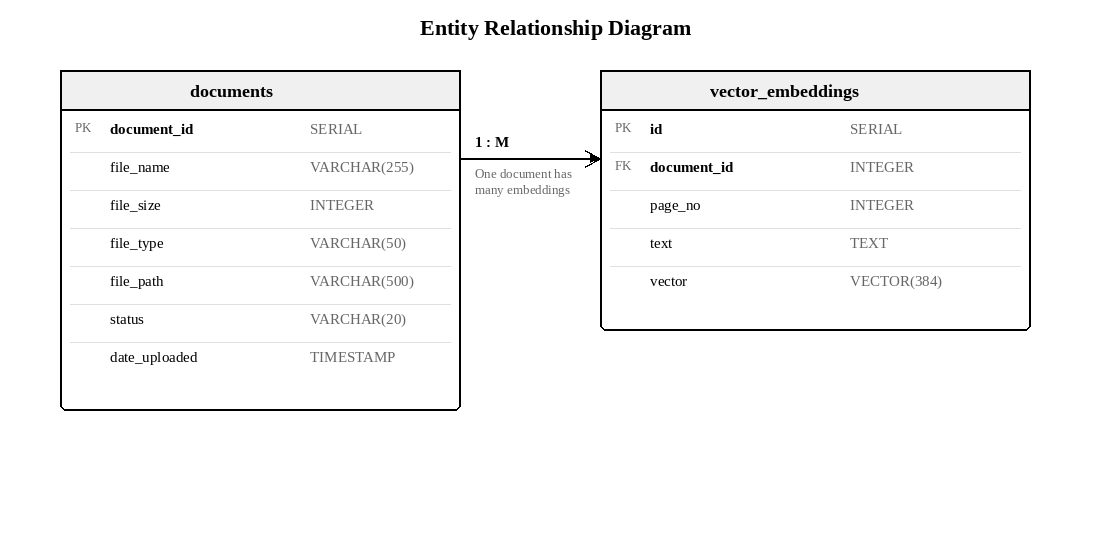 Entity Relationship Diagram
documents
PK document_id SERIAL
file_name VARCHAR(255)
file_size INTEGER
file_type VARCHAR(50)
file_path VARCHAR(500)
status VARCHAR(20)
date_uploaded TIMESTAMP
1 : M
One document has
many embeddings
vector_embeddings
PK id SERIAL
FK document_id INTEGER
page_no INTEGER
text TEXT
vector VECTOR(384)